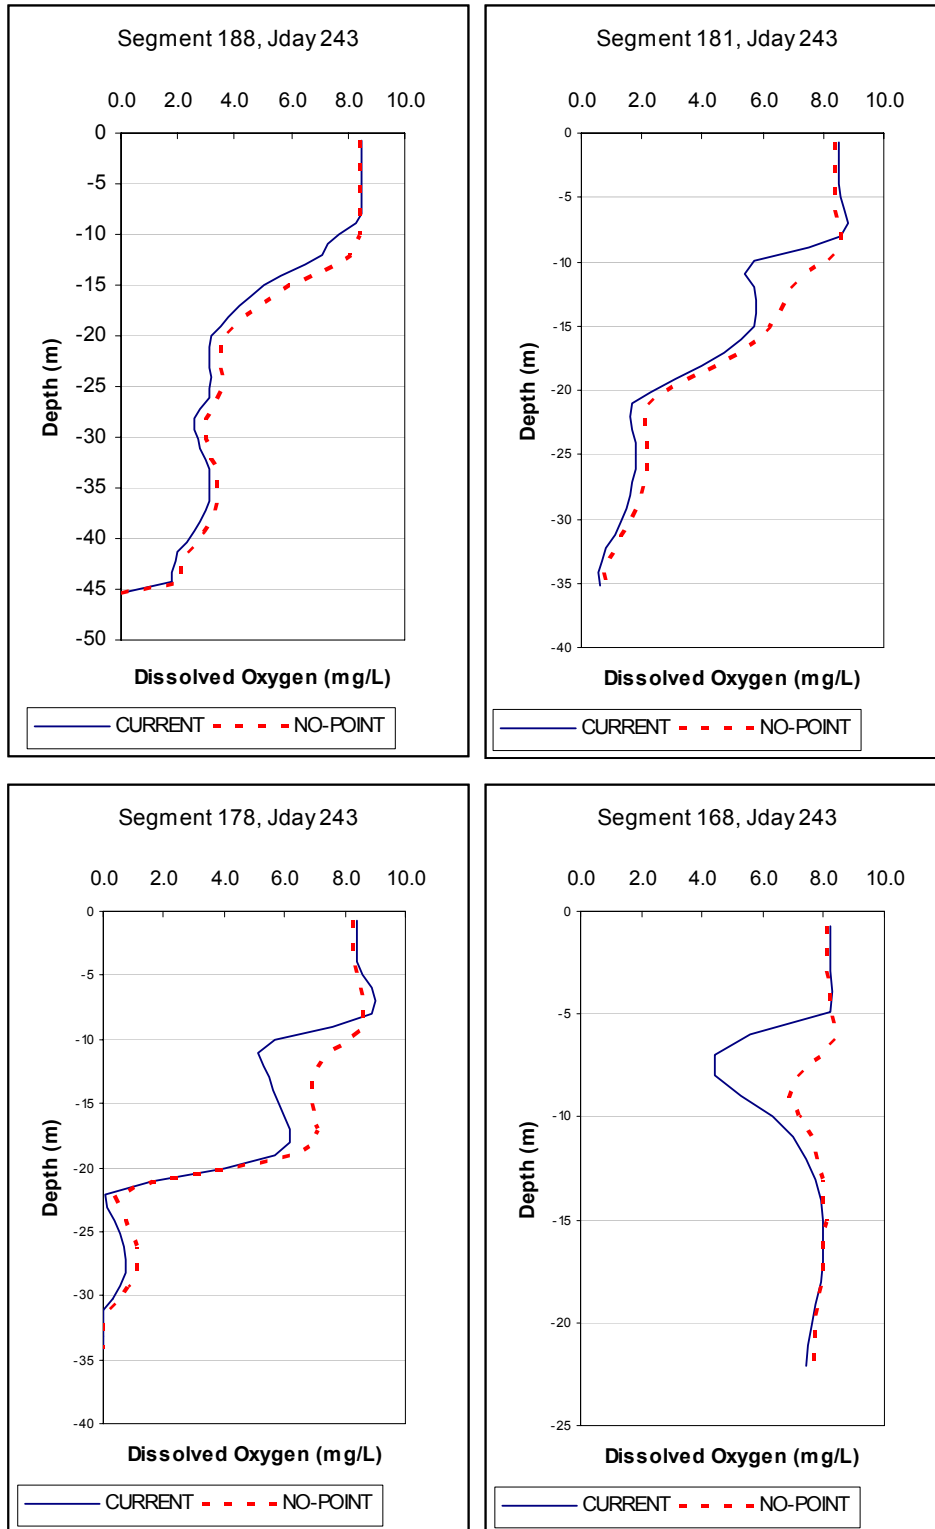 Segment 188, Jday 243
0.0 2.0 4.0 6.0 8.0 10.0
0
-5
-10
-15
-20
-25
-30
-35
-40
-45
-50
Depth (m)
Dissolved Oxygen (mg/L)
CURRENT NO-POINT
Segment 181, Jday 243
0.0 2.0 4.0 6.0 8.0 10.0
0
-5
-10
-15
-20
-25
-30
-35
-40
Depth (m)
Dissolved Oxygen (mg/L)
CURRENT NO-POINT
Segment 178, Jday 243
0.0 2.0 4.0 6.0 8.0 10.0
0
-5
-10
-15
-20
-25
-30
-35
-40
Depth (m)
Dissolved Oxygen (mg/L)
CURRENT NO-POINT
Segment 168, Jday 243
0.0 2.0 4.0 6.0 8.0 10.0
0
-5
-10
-15
-20
-25
Depth (m)
Dissolved Oxygen (mg/L)
CURRENT NO-POINT